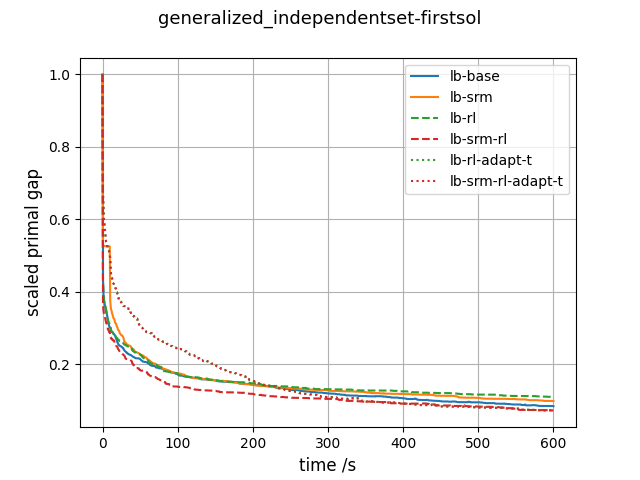 generalized_independentset-firstsol
scaled primal gap
1.0
0.8
0.6
0.4
0.2
0
100
200
300
400
500
600
time /s
lb-base
lb-srm
lb-rl
lb-srm-rl
lb-rl-adapt-t
lb-srm-rl-adapt-t